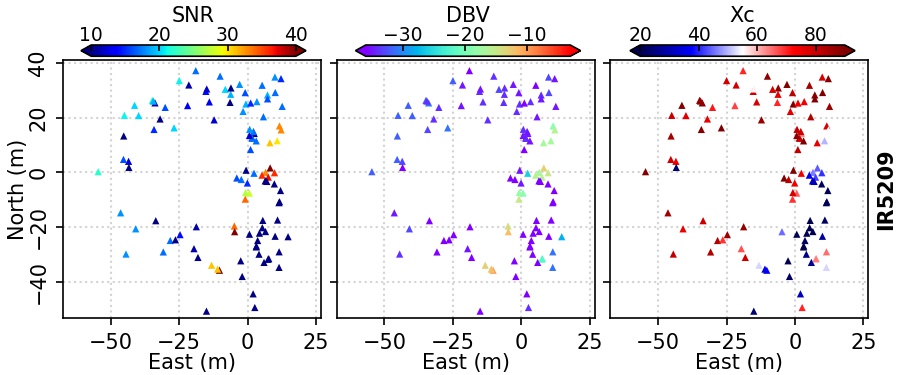 SNR DBV Xc
10 20 30 40 −30 −20 −10 20 40 60 80
40
20
0
−20
−40
North (m)
−50 −25 0 25 −50 −25 0 25 −50 −25 0 25
East (m) East (m) East (m)
IR5209